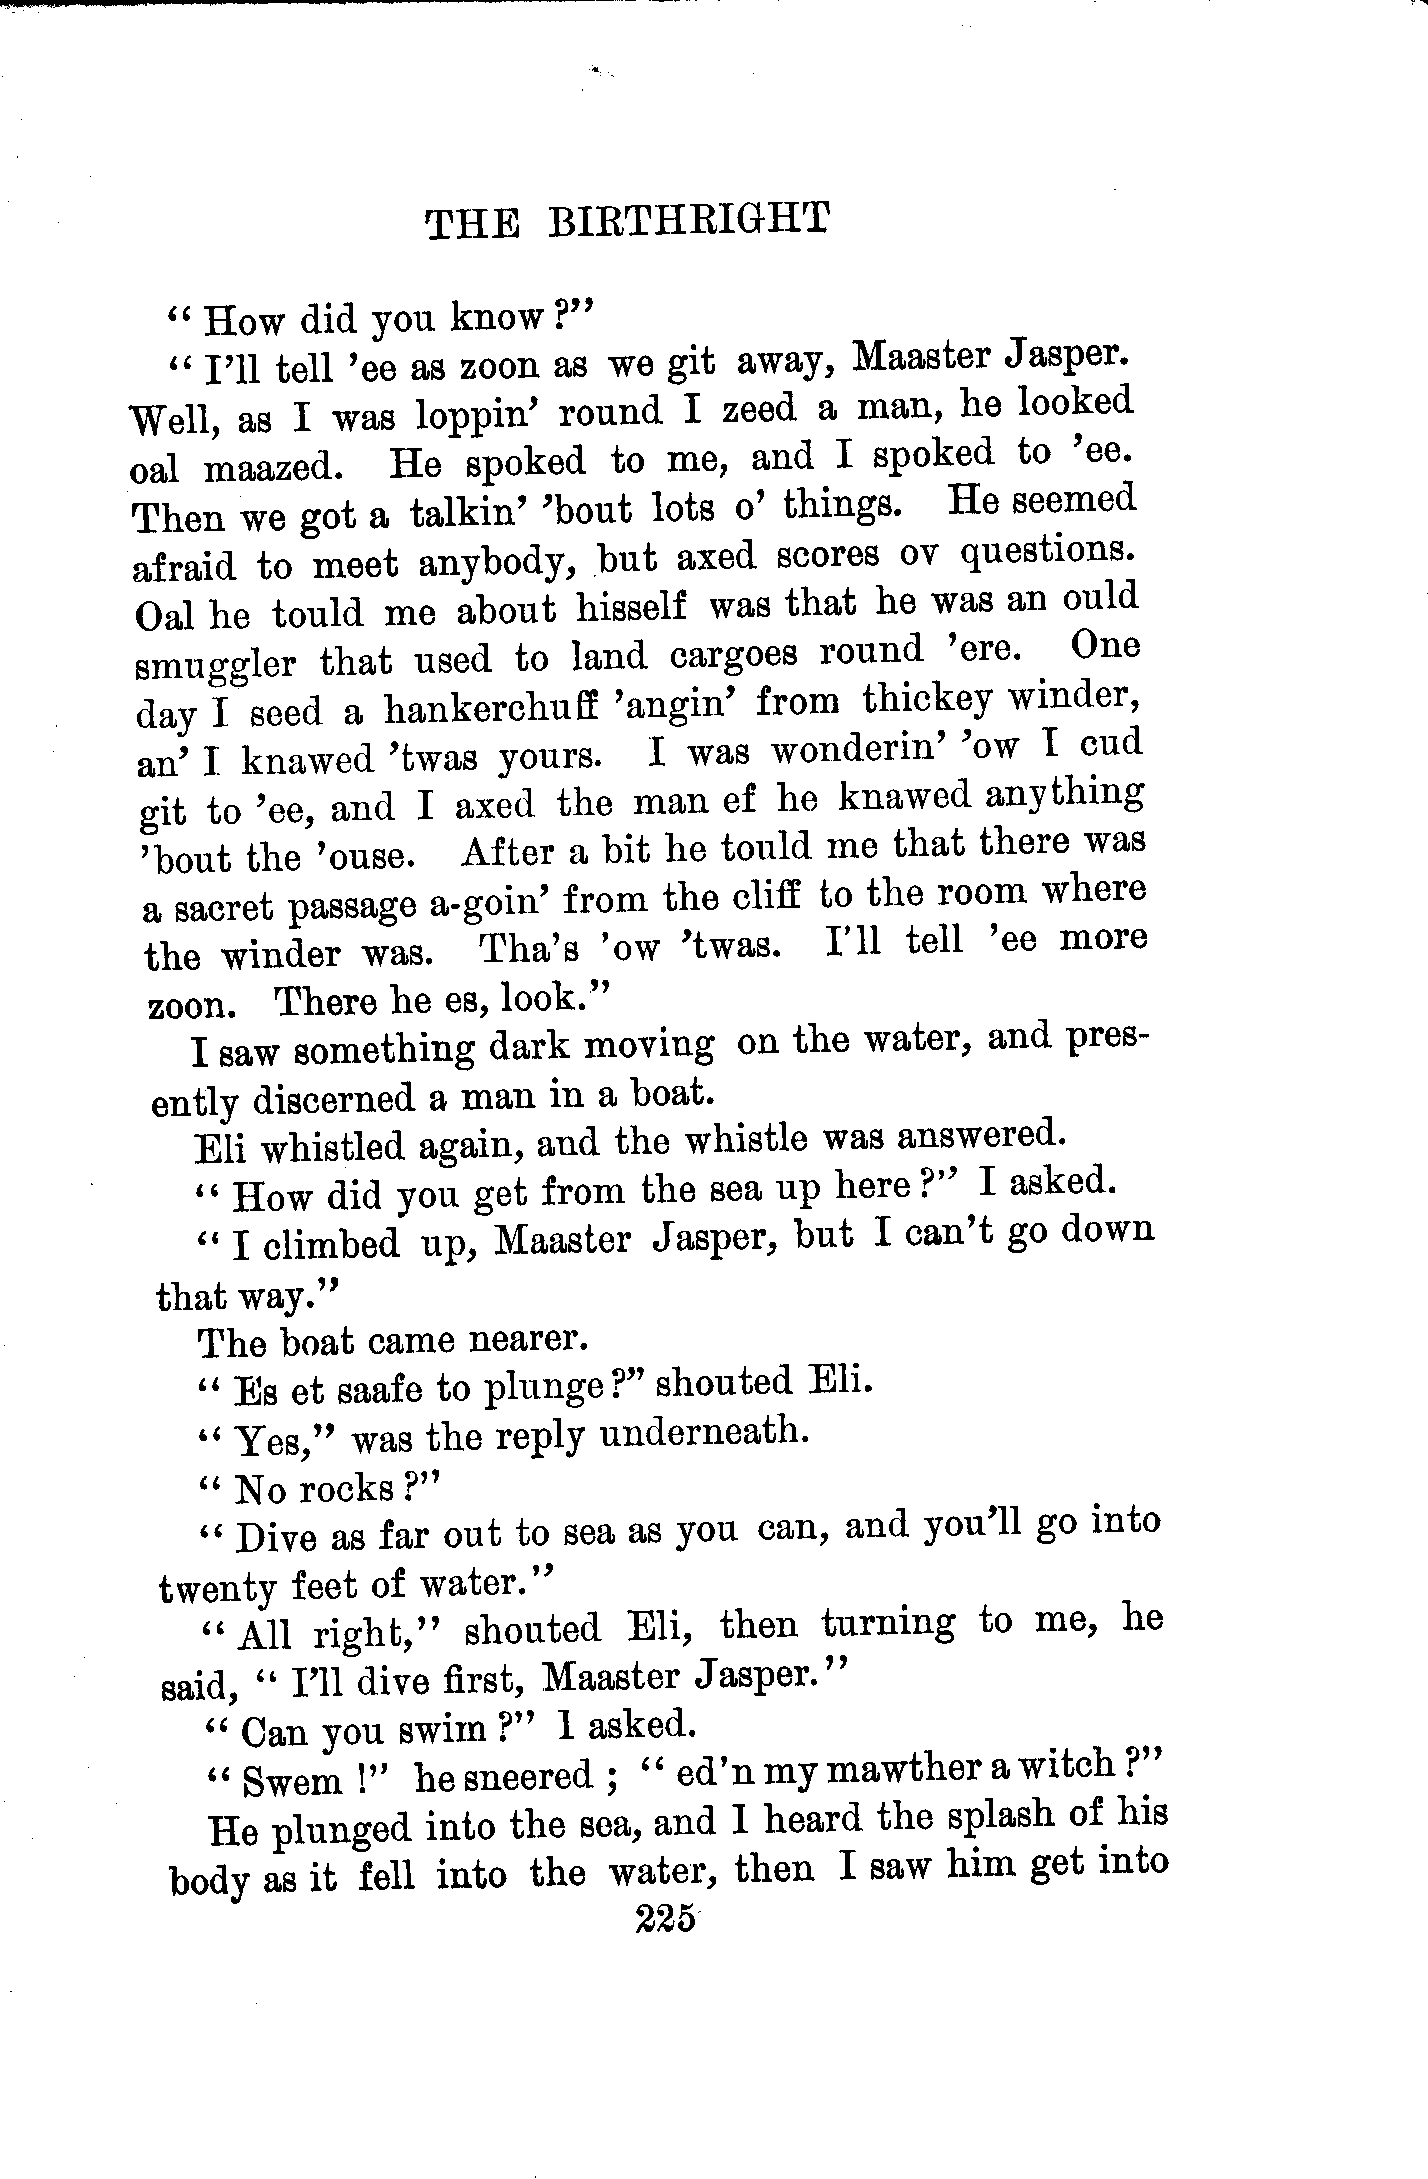 THE BIRTHRIGHT
“ How did you know ?”
“ I’ll tell ’ee as zoon as we git away, Maaster Jasper.
Well, as I was loppin’ round I zeed a man, he looked
oal maazed. He spoked to me, and I spoked to ’ee.
Then we got a talkin’ ’bout lots o’ things. He seemed
afraid to meet anybody, but axed scores ov questions.
Oal he tould me about hisself was that he was an ould
smuggler that used to land cargoes round ’ere. One
day I seed a hankerchuff ’angin’ from thickey winder,
an’ I knawed ’twas yours. I was wonderin’ ’ow I cud
git to ’ee, and I axed the man ef he knawed anything
’bout the ’ouse. After a bit he tould me that there was
a sacret passage a-goin’ from the cliff to the room where
the winder was. Tha’s ’ow ’twas. I’ll tell ’ee more
zoon. There he es, look.”
I saw something dark moving on the water, and pres-
ently discerned a man in a boat.
Eli whistled again, and the whistle was answered.
“ How did you get from the sea up here ?” I asked.
“ I climbed up, Maaster Jasper, but I can’t go down
that way.”
The boat came nearer.
“ Es et saafe to plunge ?” shouted Eli.
“ Yes,” was the reply underneath.
“ No rocks ?”
“ Dive as far out to sea as you can, and you’ll go into
twenty feet of water.”
“ All right,” shouted Eli, then turning to me, he
said, “ I’ll dive first, Maaster Jasper.”
“ Can you swim ?” I asked.
“ Swem !” he sneered ; “ ed’n my mawther a witch ?”
He plunged into the sea, and I heard the splash of his
body as it fell into the water, then I saw him get into
225